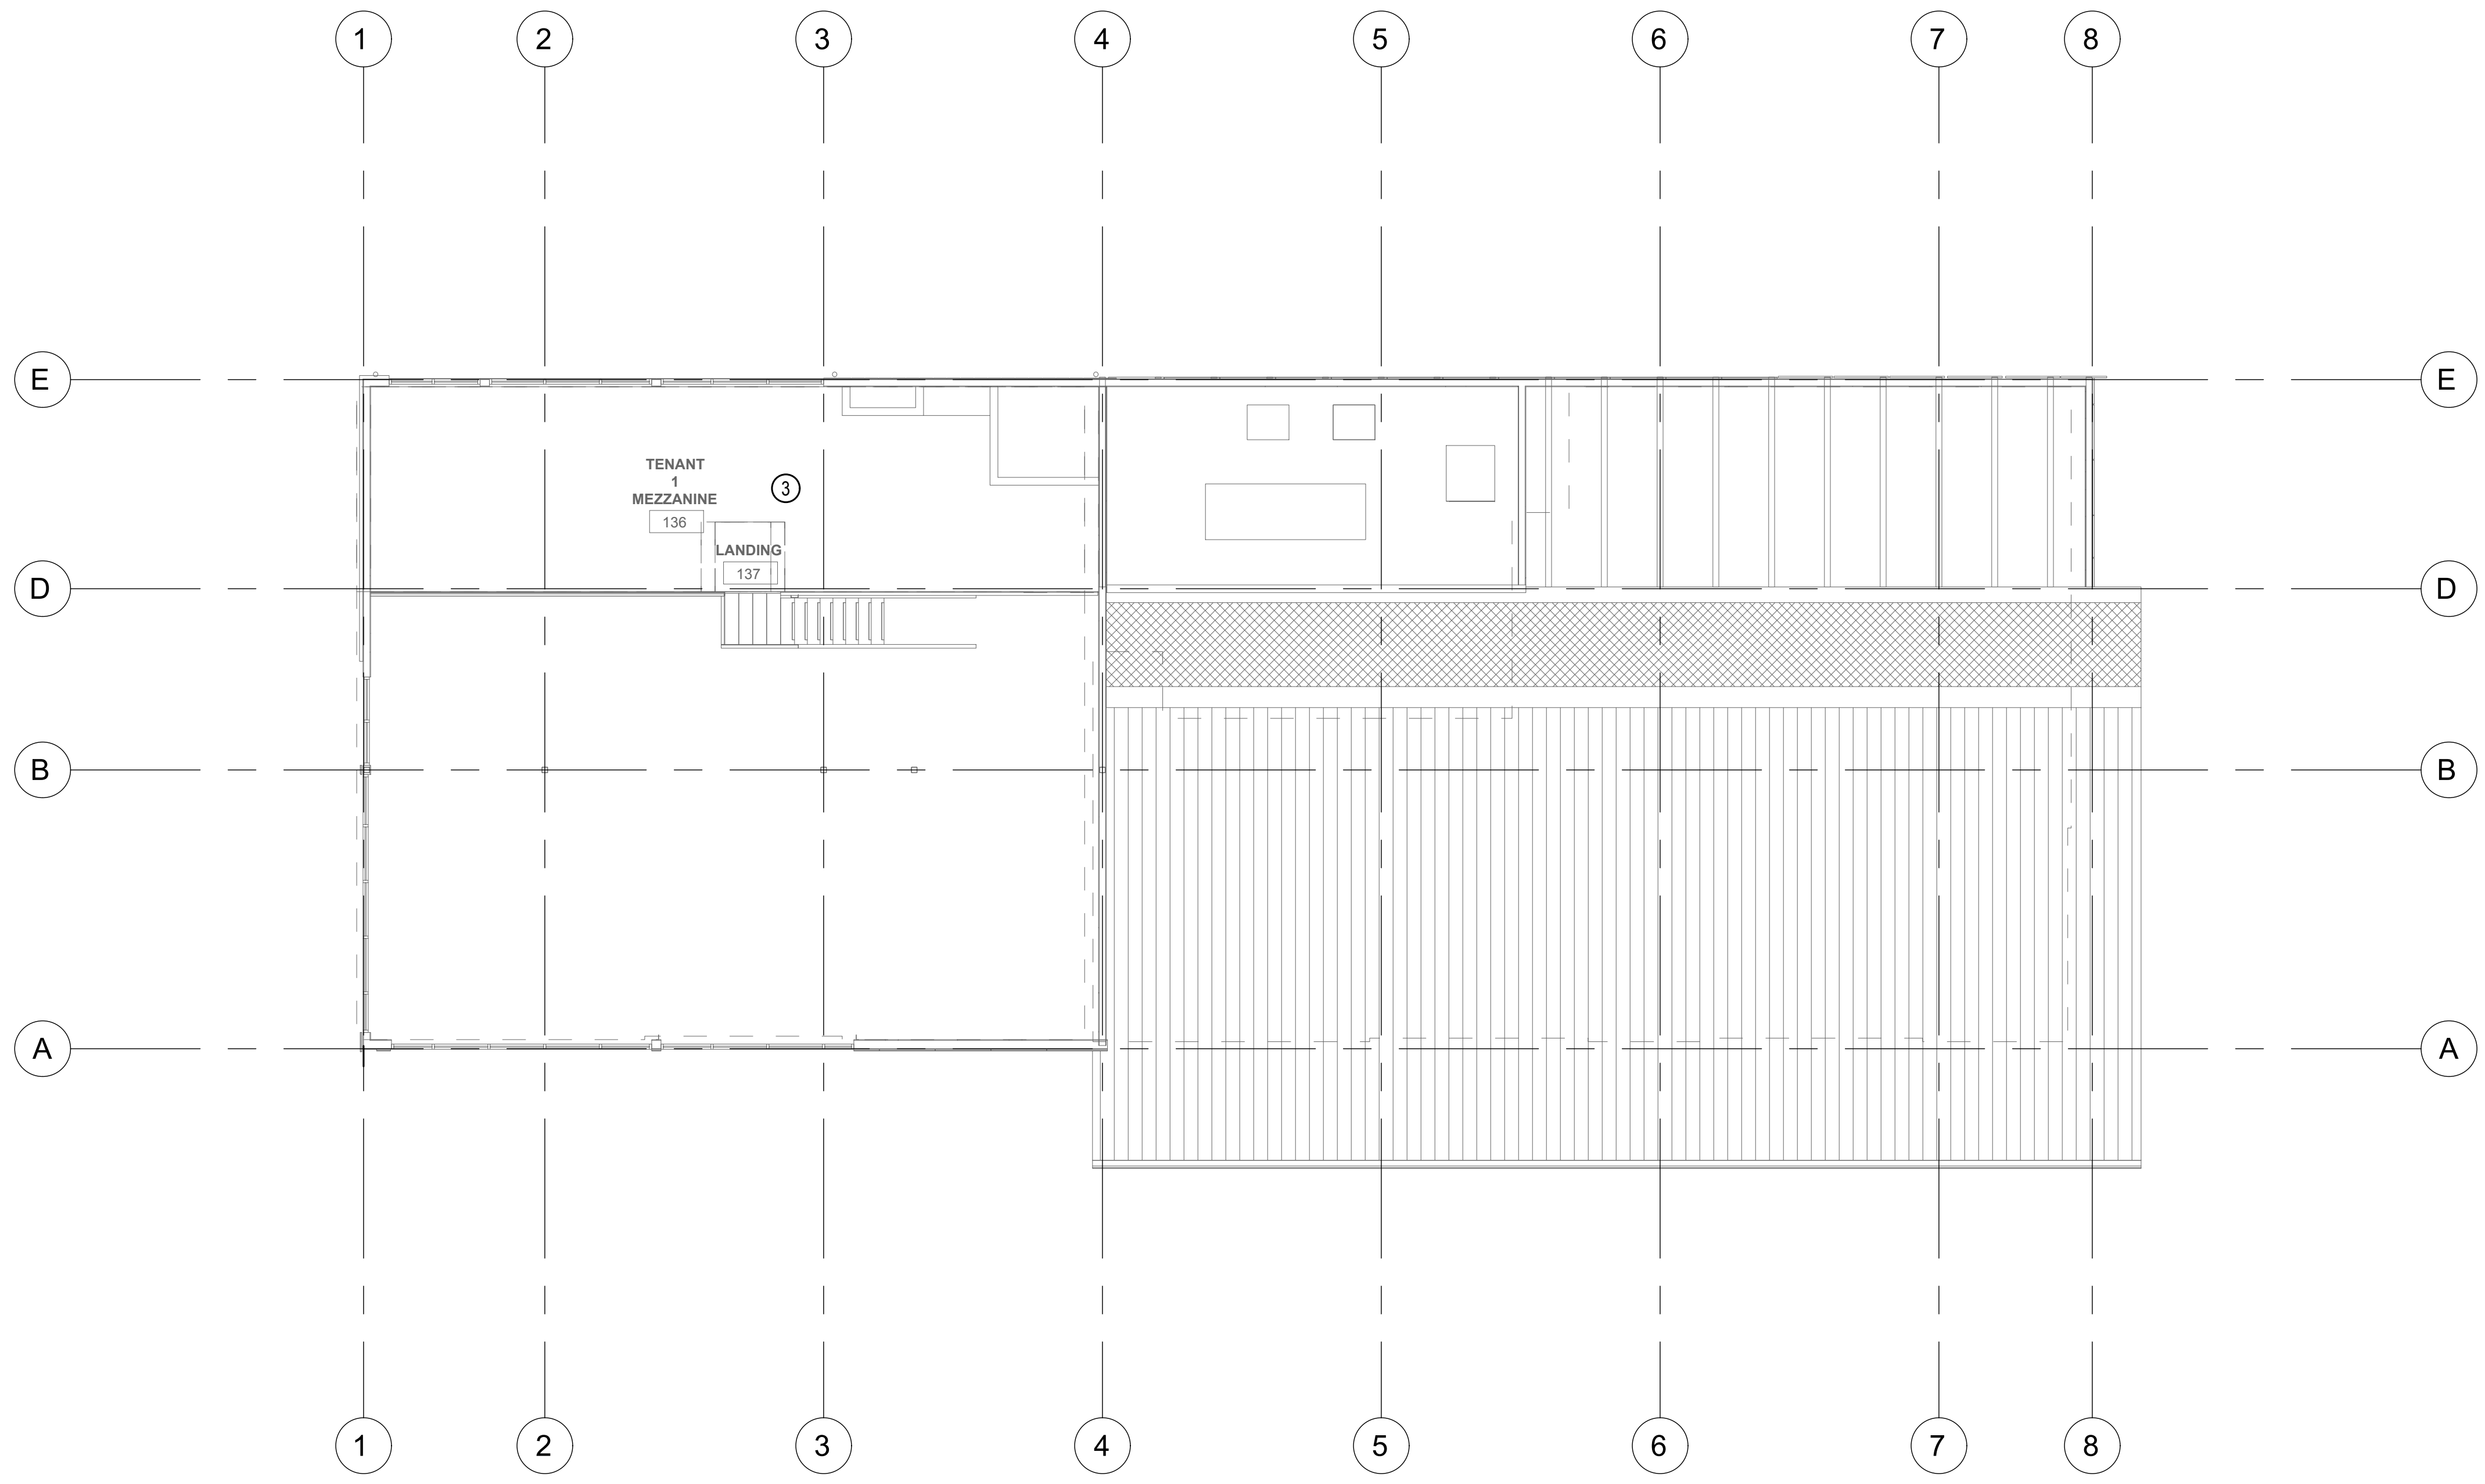 1 2 3 4 5 6 7 8
E E
TENANT
1
MEZZANINE
3
136
LANDING
137
D D
B B
A A
1 2 3 4 5 6 7 8